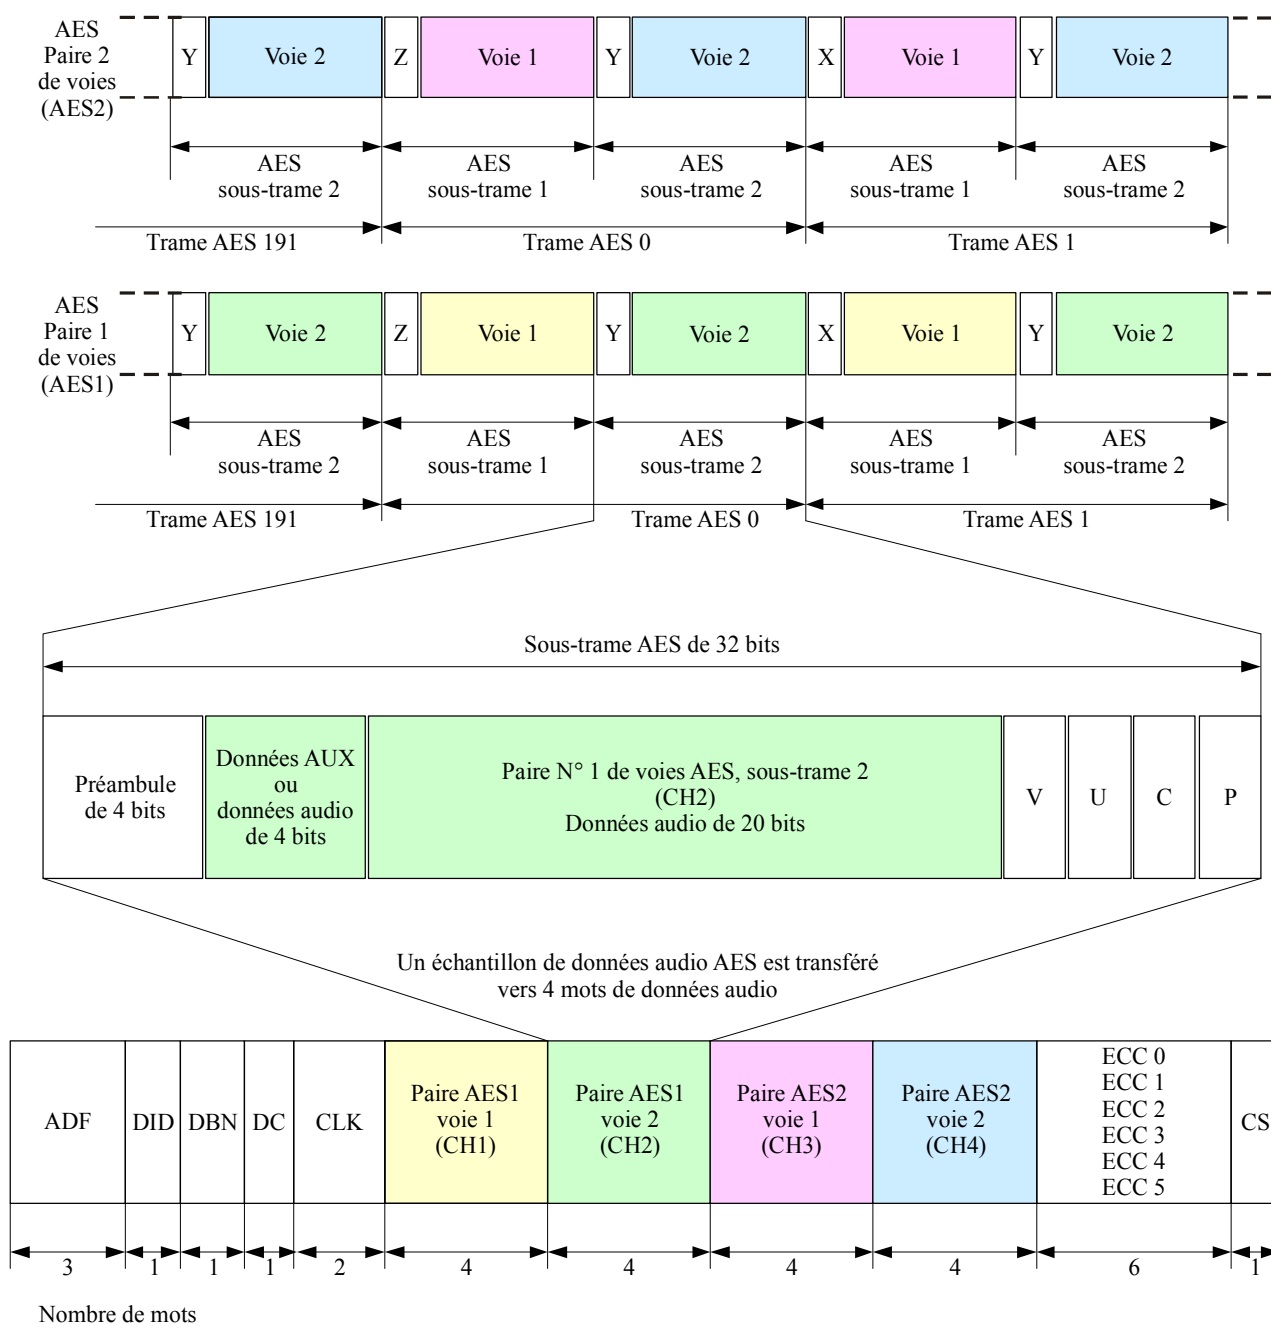 AES
Paire 2
de voies
(AES2)
Y
Voie 2
Z
Voie 1
Y
Voie 2
X
Voie 1
Y
Voie 2
AES
sous-trame 2
AES
sous-trame 1
AES
sous-trame 2
AES
sous-trame 1
AES
sous-trame 2
Trame AES 191
Trame AES 0
Trame AES 1
AES
Paire 1
de voies
(AES1)
Y
Voie 2
Z
Voie 1
Y
Voie 2
X
Voie 1
Y
Voie 2
AES
sous-trame 2
AES
sous-trame 1
AES
sous-trame 2
AES
sous-trame 1
AES
sous-trame 2
Trame AES 191
Trame AES 0
Trame AES 1
Sous-trame AES de 32 bits
Préambule
de 4 bits
Données AUX
ou
données audio
de 4 bits
Paire N° 1 de voies AES, sous-trame 2
(CH2)
Données audio de 20 bits
V
U
C
P
Un échantillon de données audio AES est transféré
vers 4 mots de données audio
ADF
DID
DBN
DC
CLK
Paire AES1
voie 1
(CH1)
Paire AES1
voie 2
(CH2)
Paire AES2
voie 1
(CH3)
Paire AES2
voie 2
(CH4)
ECC 0
ECC 1
ECC 2
ECC 3
ECC 4
ECC 5
CS
3
1
1
1
2
4
4
4
4
6
1
Nombre de mots